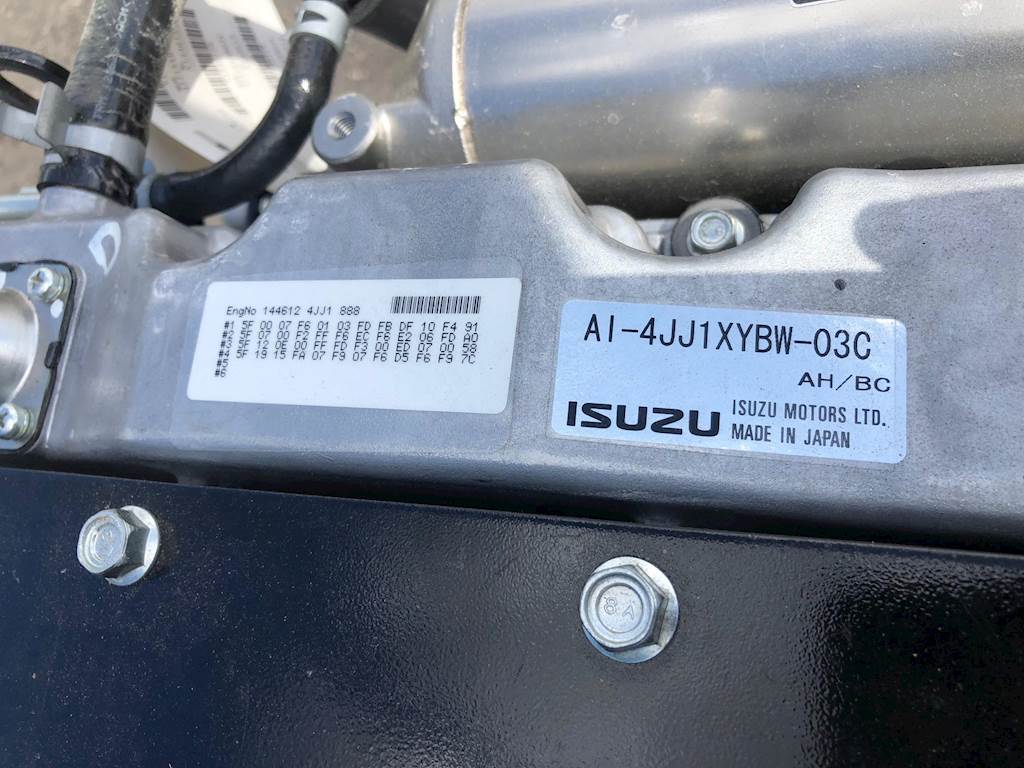 EngNo 144612 4JJ1 888
#1 5F 00 07 F6 01 03 FD FB DF 10 F4 91
#2 5F 07 00 F2 FF F6 EC F6 E2 06 FD A0
#3 5F 12 0E 00 FF FD F3 00 ED 07 00 58
#4 5F 19 15 FA 07 F9 07 F6 D5 F6 F9 7C
#5
#6
AI-4JJ1XYBW-03C
AH/BC
ISUZU
ISUZU MOTORS LTD.
MADE IN JAPAN
D
8